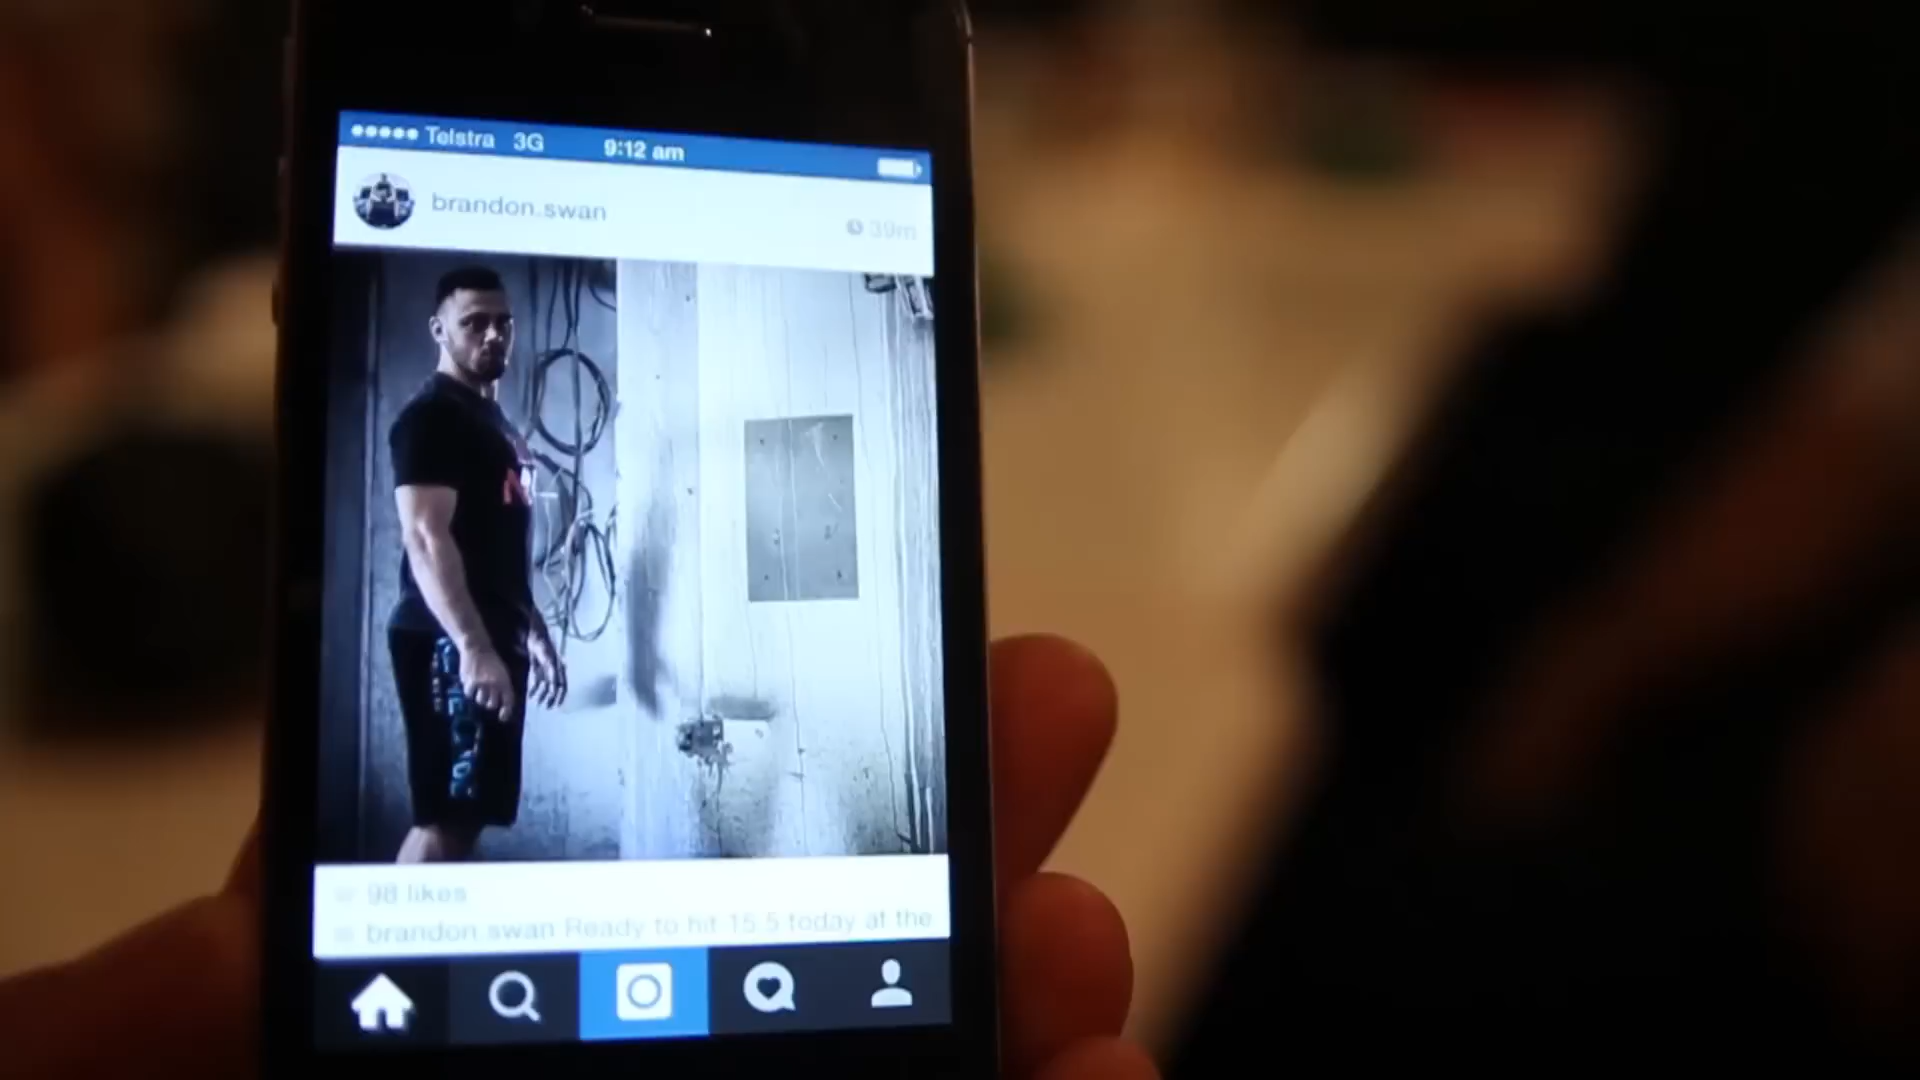 Telstra 3G 9:12 am
brandon.swan
39m
98 likes
brandon.swan Ready to hit 15.5 today at the